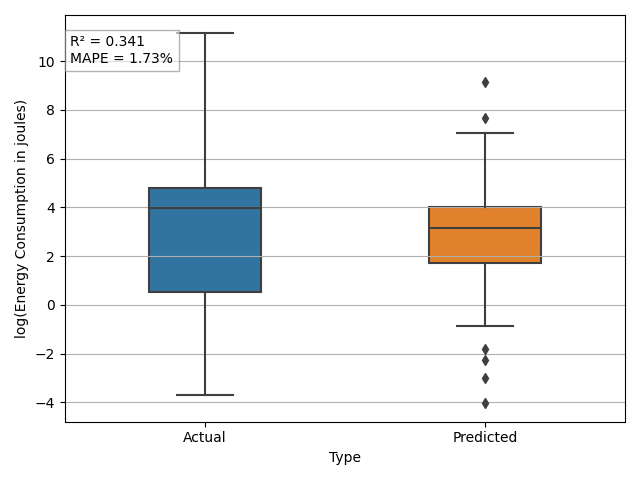 R² = 0.341
MAPE = 1.73%
10
8
6
4
2
0
−2
−4
log(Energy Consumption in joules)
Actual
Predicted
Type